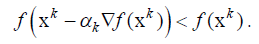 f(x^k − α_k ∇f(x^k)) < f(x^k).